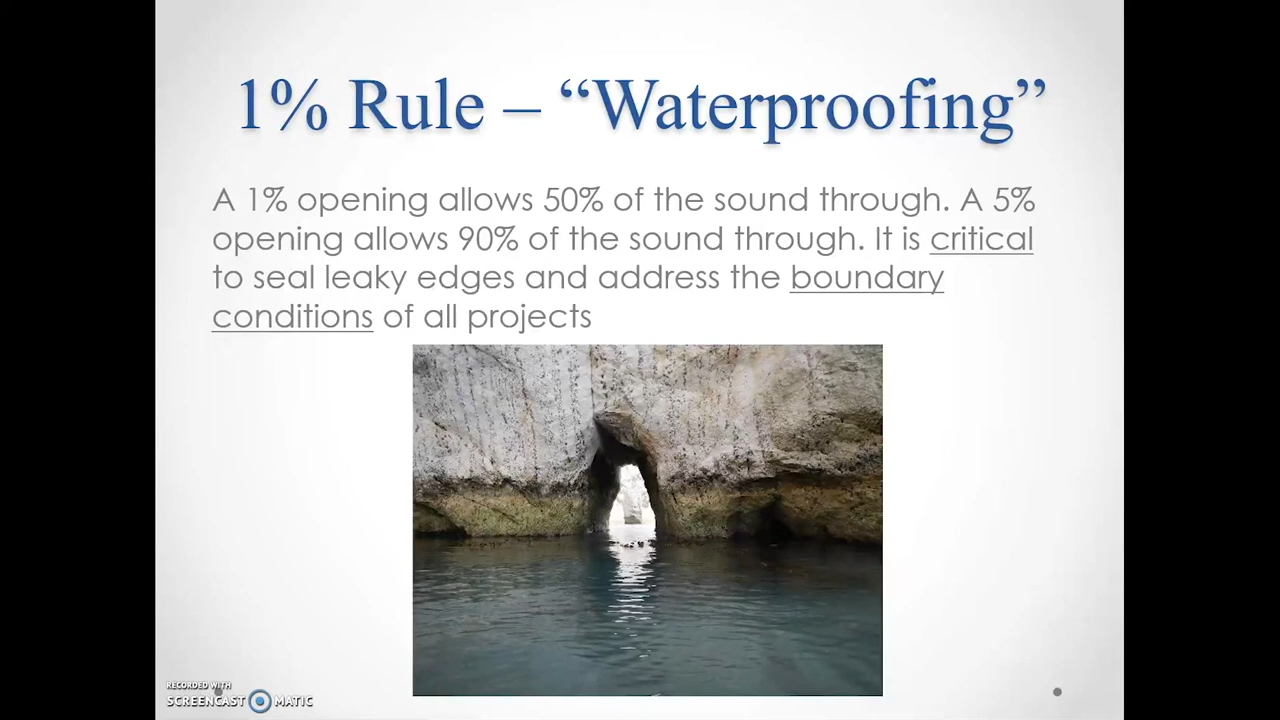 1% Rule – “Waterproofing”
A 1% opening allows 50% of the sound through. A 5%
opening allows 90% of the sound through. It is critical
to seal leaky edges and address the boundary
conditions of all projects
RECORDED WITH
SCREENCAST MATIC